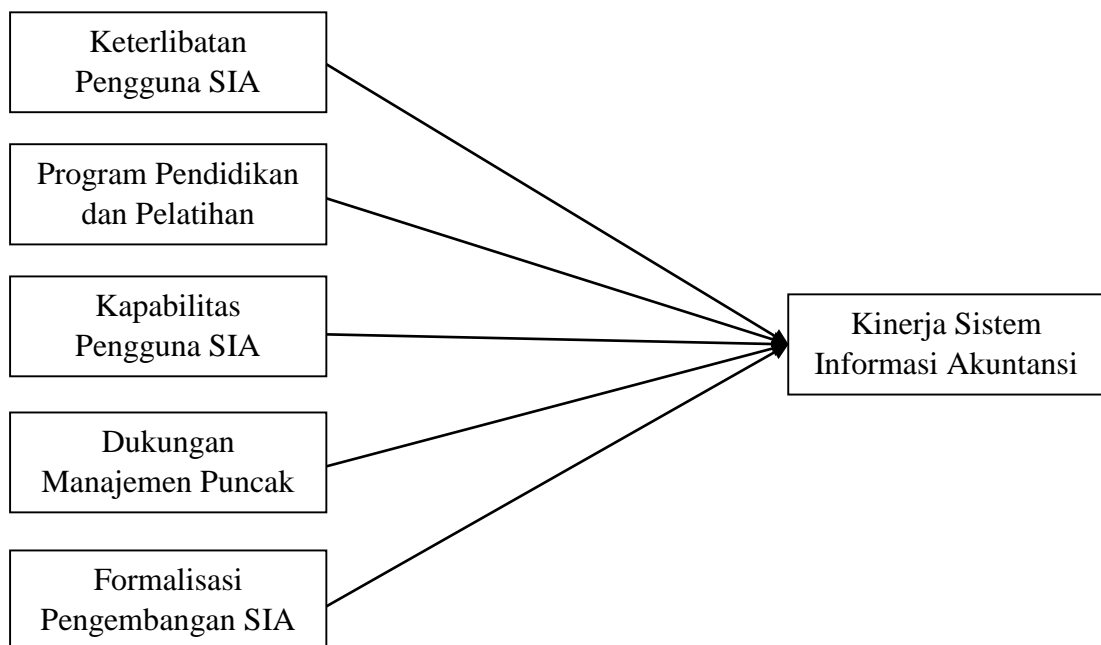 Keterlibatan
Pengguna SIA
Program Pendidikan
dan Pelatihan
Kapabilitas
Pengguna SIA
Kinerja Sistem
Informasi Akuntansi
Dukungan
Manajemen Puncak
Formalisasi
Pengembangan SIA